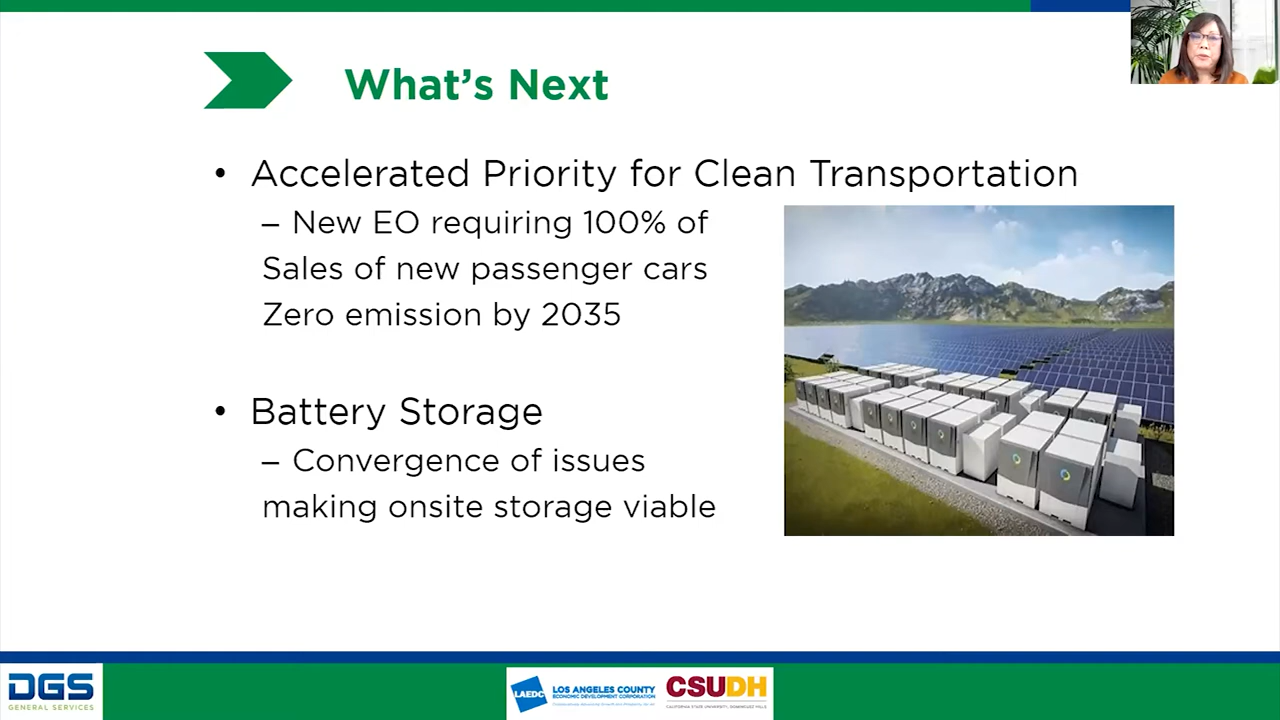 What's Next
• Accelerated Priority for Clean Transportation
– New EO requiring 100% of
Sales of new passenger cars
Zero emission by 2035
• Battery Storage
– Convergence of issues
making onsite storage viable
DGS
GENERAL SERVICES
LAEDC
LOS ANGELES COUNTY
ECONOMIC DEVELOPMENT CORPORATION
CSUDH
CALIFORNIA STATE UNIVERSITY, DOMINGUEZ HILLS